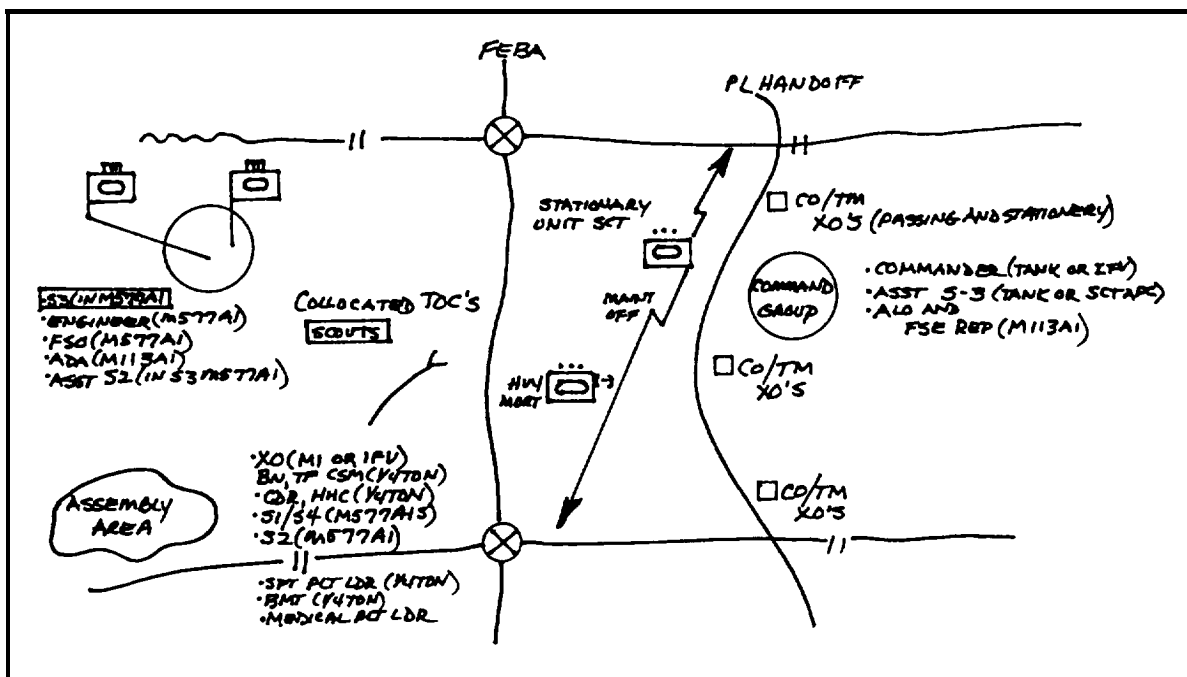 FEBA
PL HANDOFF
STATIONARY
UNIT SCT
CO/TM
XO'S (PASSING AND STATIONERY)
COMMAND
GROUP
•COMMANDER (TANK OR IFV)
•ASST S-3 (TANK OR SCT APC)
•ALO AND
FSE REP (M113A1)
S3 (IN M577A1)
•ENGINEER (M577A1)
•FSO (M577A1)
•ADA (M113A1)
•ASST S2 (IN S3 M577A1)
COLLOCATED TOC'S
SCOUTS
MAINT
OFF
HVY
MORT
CO/TM
XO'S
•XO (M1 OR IFV)
BN, TF CSM (1/4 TON)
•CDR, HHC (1/4 TON)
•S1/S4 (M577A1S)
•S2 (M577A1)
ASSEMBLY
AREA
CO/TM
XO'S
•SPT PLT LDR (1/4 TON)
•BMT (1/4 TON)
•MEDICAL PLT LDR